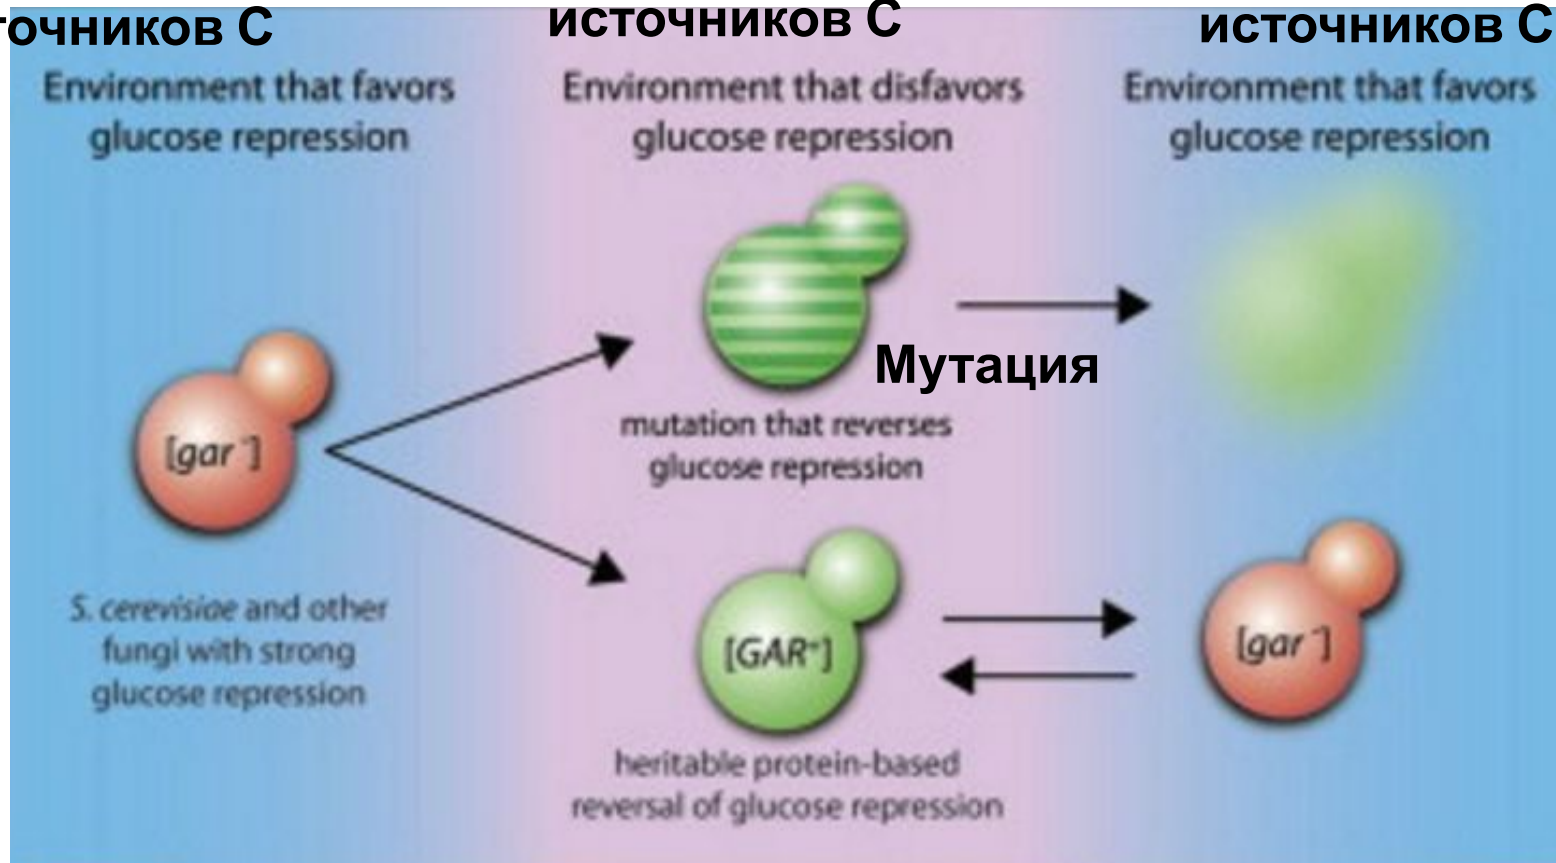 точников С
источников С
источников С
Environment that favors
glucose repression
Environment that disfavors
glucose repression
Environment that favors
glucose repression
Мутация
mutation that reverses
glucose repression
[gar⁻]
S. cerevisiae and other
fungi with strong
glucose repression
[GAR⁺]
heritable protein-based
reversal of glucose repression
[gar⁻]